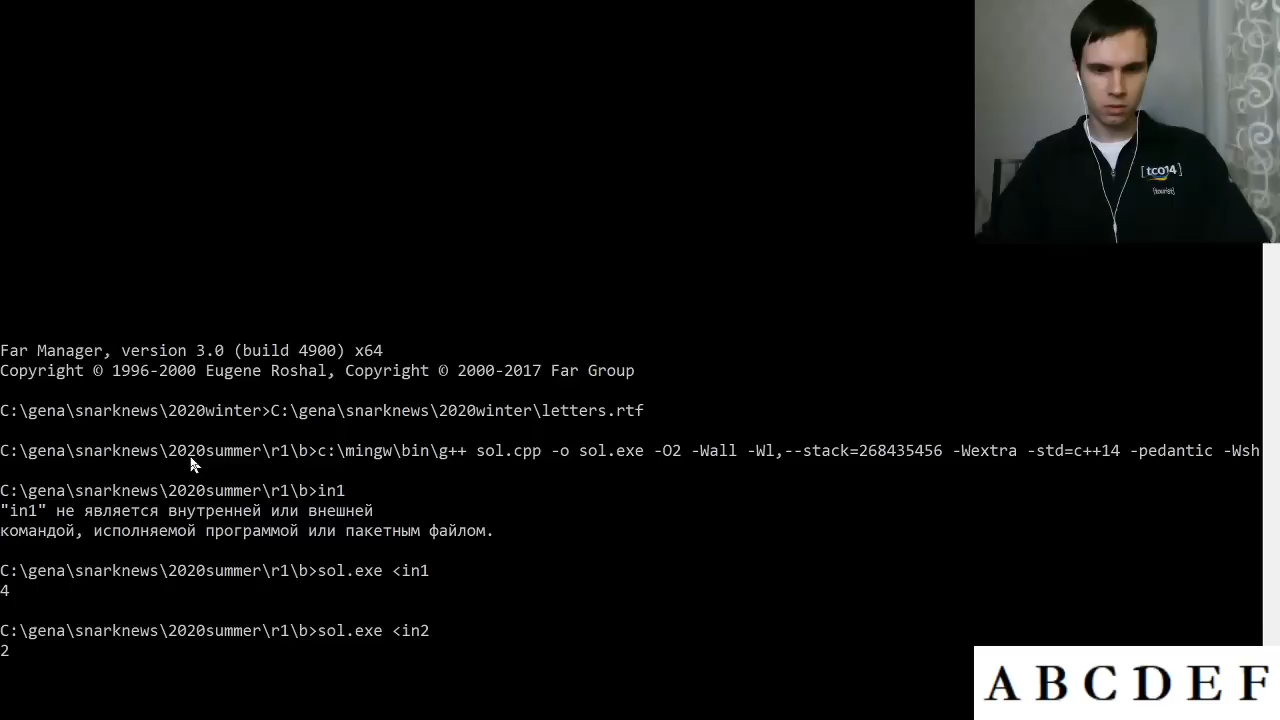 [tco14]
[tourist]
Far Manager, version 3.0 (build 4900) x64
Copyright © 1996-2000 Eugene Roshal, Copyright © 2000-2017 Far Group
C:\gena\snarknews\2020winter>C:\gena\snarknews\2020winter\letters.rtf
C:\gena\snarknews\2020summer\r1\b>c:\mingw\bin\g++ sol.cpp -o sol.exe -O2 -Wall -Wl,--stack=268435456 -Wextra -std=c++14 -pedantic -Wsh
C:\gena\snarknews\2020summer\r1\b>in1
"in1" не является внутренней или внешней
командой, исполняемой программой или пакетным файлом.
C:\gena\snarknews\2020summer\r1\b>sol.exe <in1
4
C:\gena\snarknews\2020summer\r1\b>sol.exe <in2
2
A B C D E F